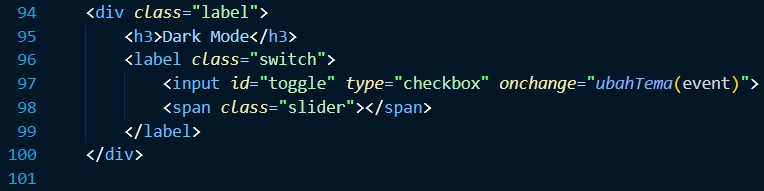 94 <div class="label">
95 <h3>Dark Mode</h3>
96 <label class="switch">
97 <input id="toggle" type="checkbox" onchange="ubahTema(event)">
98 <span class="slider"></span>
99 </label>
100 </div>
101